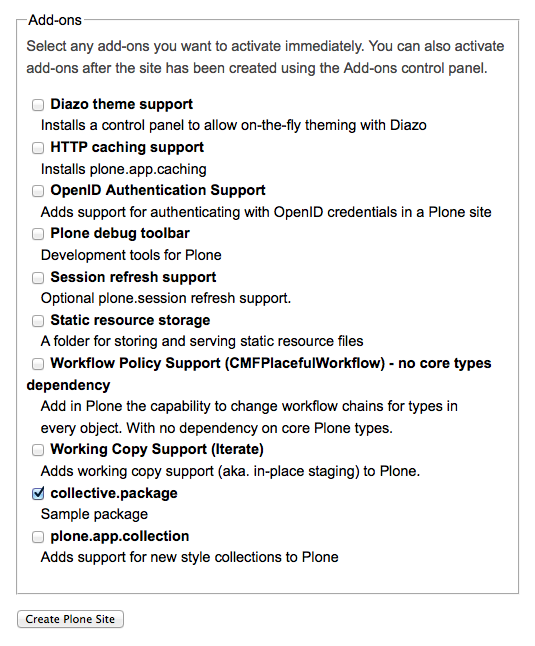 Add-ons
Select any add-ons you want to activate immediately. You can also activate
add-ons after the site has been created using the Add-ons control panel.
Diazo theme support
Installs a control panel to allow on-the-fly theming with Diazo
HTTP caching support
Installs plone.app.caching
OpenID Authentication Support
Adds support for authenticating with OpenID credentials in a Plone site
Plone debug toolbar
Development tools for Plone
Session refresh support
Optional plone.session refresh support.
Static resource storage
A folder for storing and serving static resource files
Workflow Policy Support (CMFPlacefulWorkflow) - no core types
dependency
Add in Plone the capability to change workflow chains for types in
every object. With no dependency on core Plone types.
Working Copy Support (Iterate)
Adds working copy support (aka. in-place staging) to Plone.
collective.package
Sample package
plone.app.collection
Adds support for new style collections to Plone
Create Plone Site